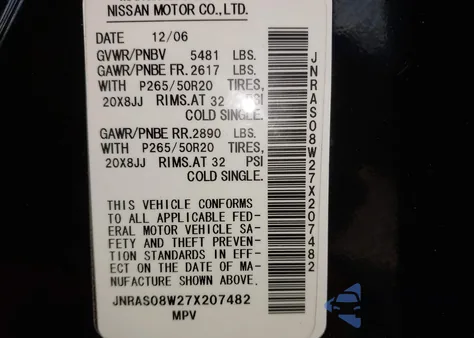 NISSAN MOTOR CO.,LTD.
DATE 12/06
GVWR/PNBV 5481 LBS.
GAWR/PNBE FR. 2617 LBS.
WITH P265/50R20 TIRES,
20X8JJ RIMS.AT 32 PSI
COLD SINGLE.
GAWR/PNBE RR. 2890 LBS.
WITH P265/50R20 TIRES,
20X8JJ RIMS.AT 32 PSI
COLD SINGLE.
THIS VEHICLE CONFORMS
TO ALL APPLICABLE FED-
ERAL MOTOR VEHICLE SA-
FETY AND THEFT PREVEN-
TION STANDARDS IN EFF-
ECT ON THE DATE OF MA-
NUFACTURE SHOWN ABOVE.
JNRAS08W27X207482
MPV
JNRAS08W27X207482